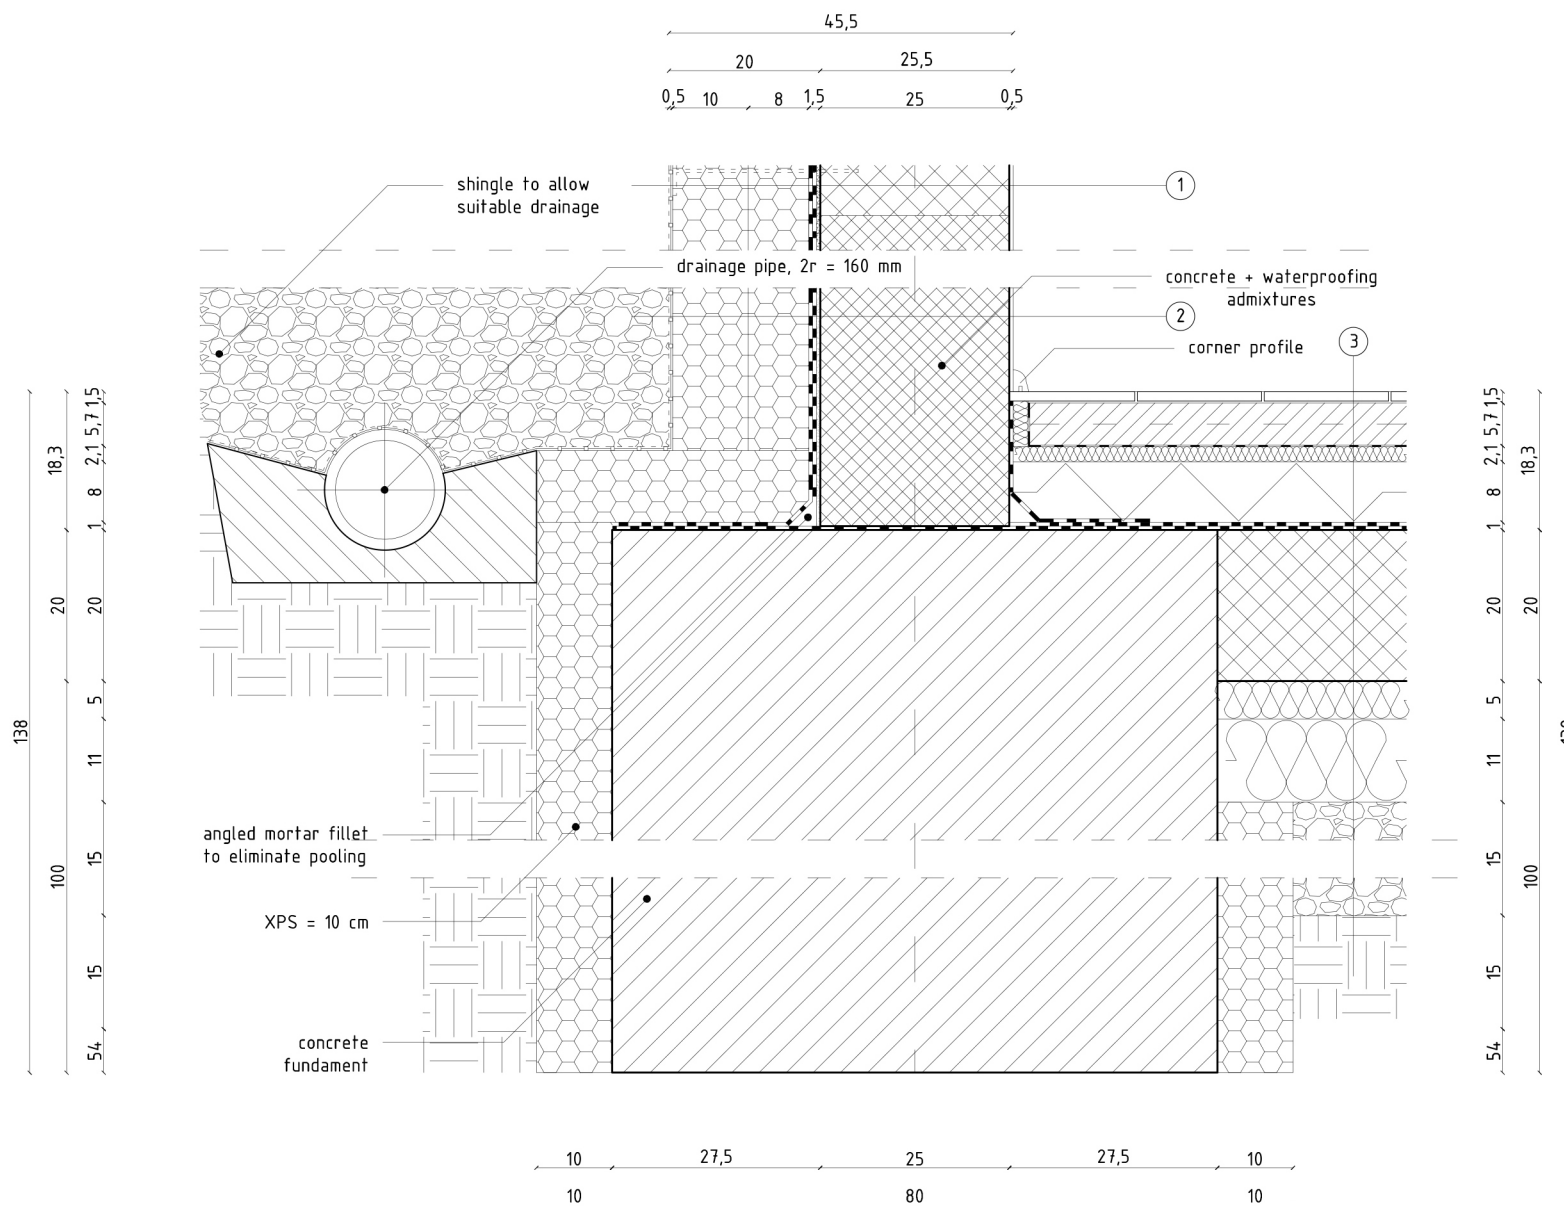 45,5
20 25,5
0,5 10 8 1,5 25 0,5
shingle to allow
suitable drainage
1
drainage pipe, 2r = 160 mm
concrete + waterproofing
admixtures
2
corner profile
3
1,5
5,7
2,1
8
1
20
5
11
15
15
54
18,3
20
100
138
1,5
5,7
2,1
8
1
20
5
11
15
15
54
18,3
20
100
angled mortar fillet
to eliminate pooling
XPS = 10 cm
concrete
fundament
10 27,5 25 27,5 10
10 80 10